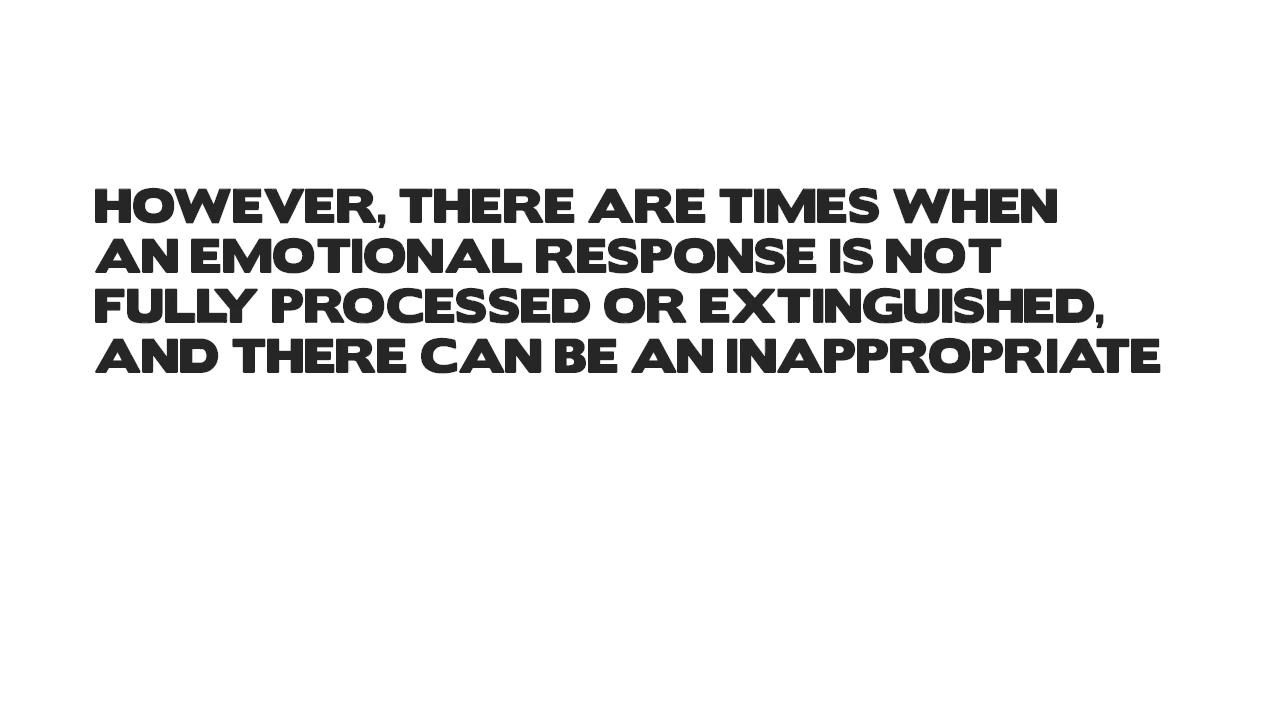 HOWEVER, THERE ARE TIMES WHEN
AN EMOTIONAL RESPONSE IS NOT
FULLY PROCESSED OR EXTINGUISHED,
AND THERE CAN BE AN INAPPROPRIATE